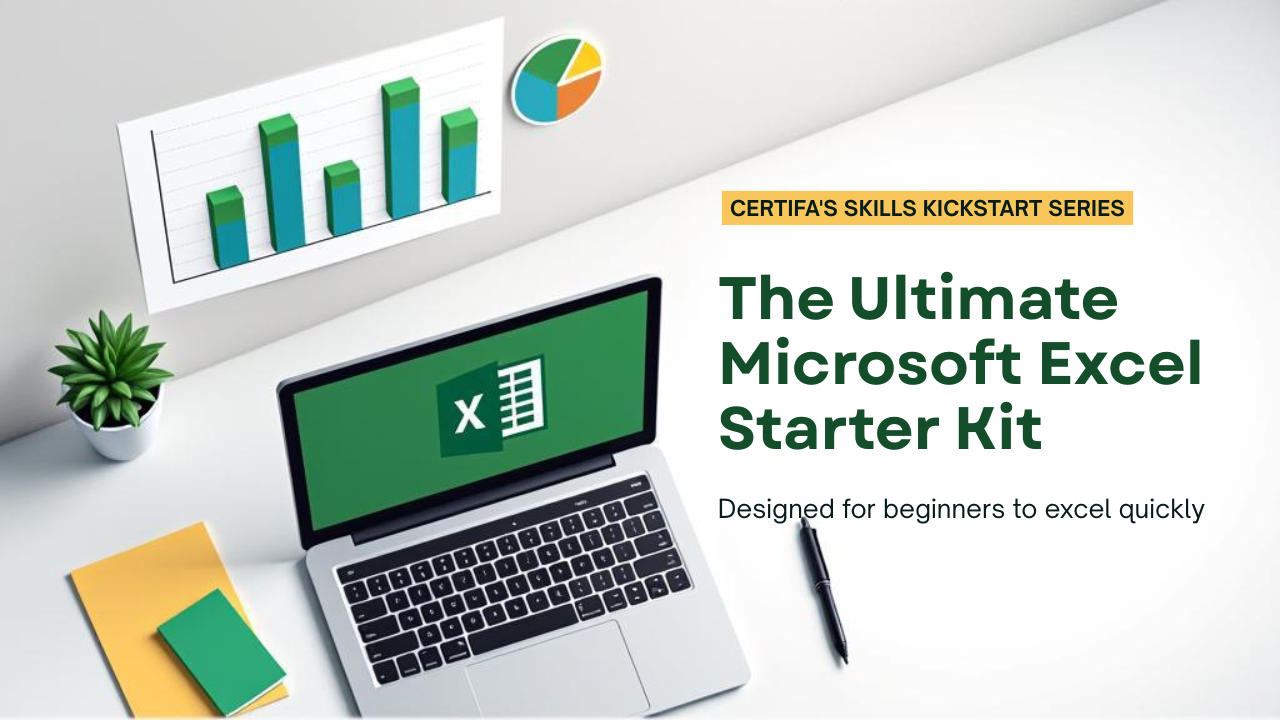 CERTIFA'S SKILLS KICKSTART SERIES
The Ultimate
Microsoft Excel
Starter Kit
Designed for beginners to excel quickly
X